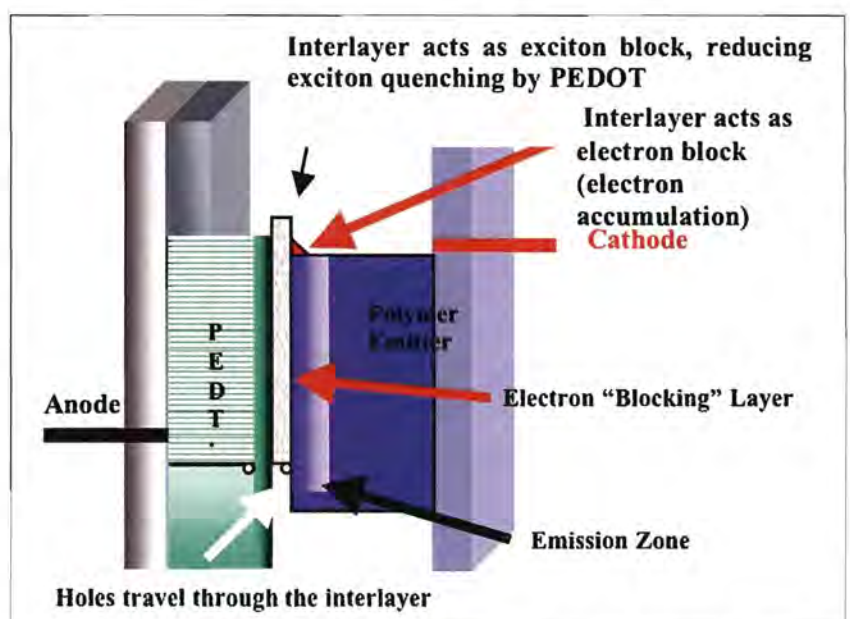 Interlayer acts as exciton block, reducing
exciton quenching by PEDOT
Interlayer acts as
electron block
(electron
accumulation)
Cathode
Polymer
Emitter
P
E
D
T
.
Anode
Electron “Blocking” Layer
Emission Zone
Holes travel through the interlayer